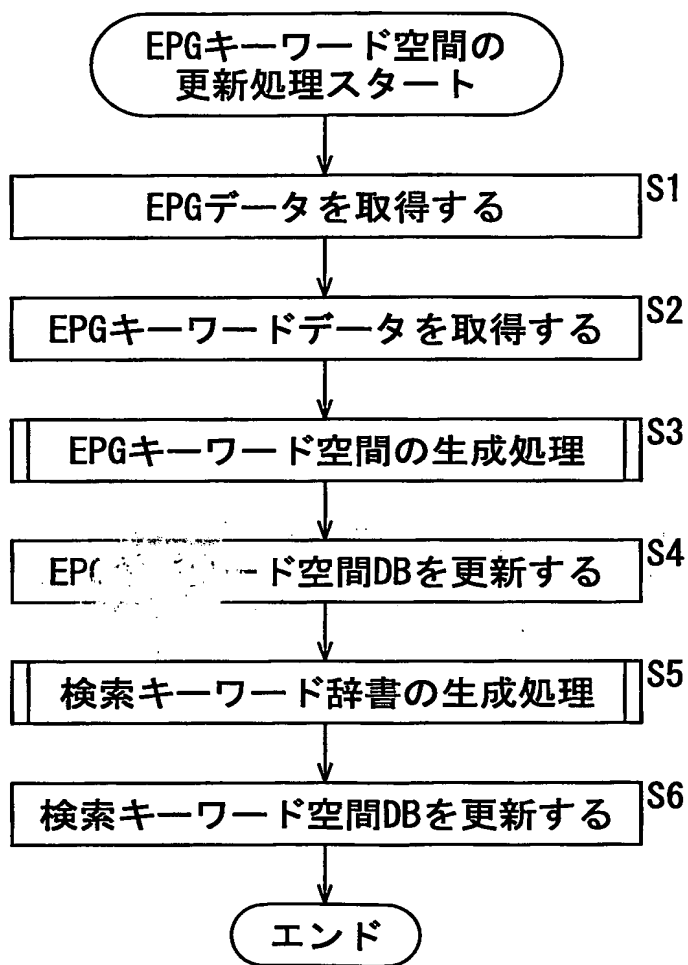 EPGキーワード空間の
更新処理スタート
EPGデータを取得する
S1
EPGキーワードデータを取得する
S2
EPGキーワード空間の生成処理
S3
ード空間DBを更新する
S4
検索キーワード辞書の生成処理
S5
検索キーワード空間DBを更新する
S6
エンド